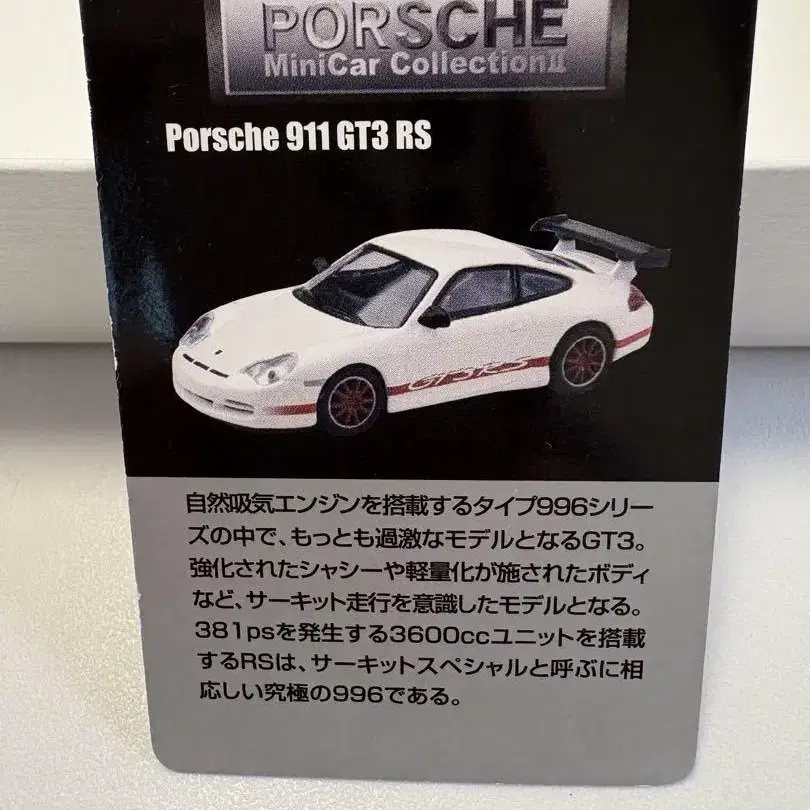 PORSCHE
MiniCar CollectionⅡ
Porsche 911 GT3 RS
GT3RS
自然吸気エンジンを搭載するタイプ996シリー
ズの中で、もっとも過激なモデルとなるGT3。
強化されたシャシーや軽量化が施されたボディ
など、サーキット走行を意識したモデルとなる。
381psを発生する3600ccユニットを搭載
するRSは、サーキットスペシャルと呼ぶに相
応しい究極の996である。